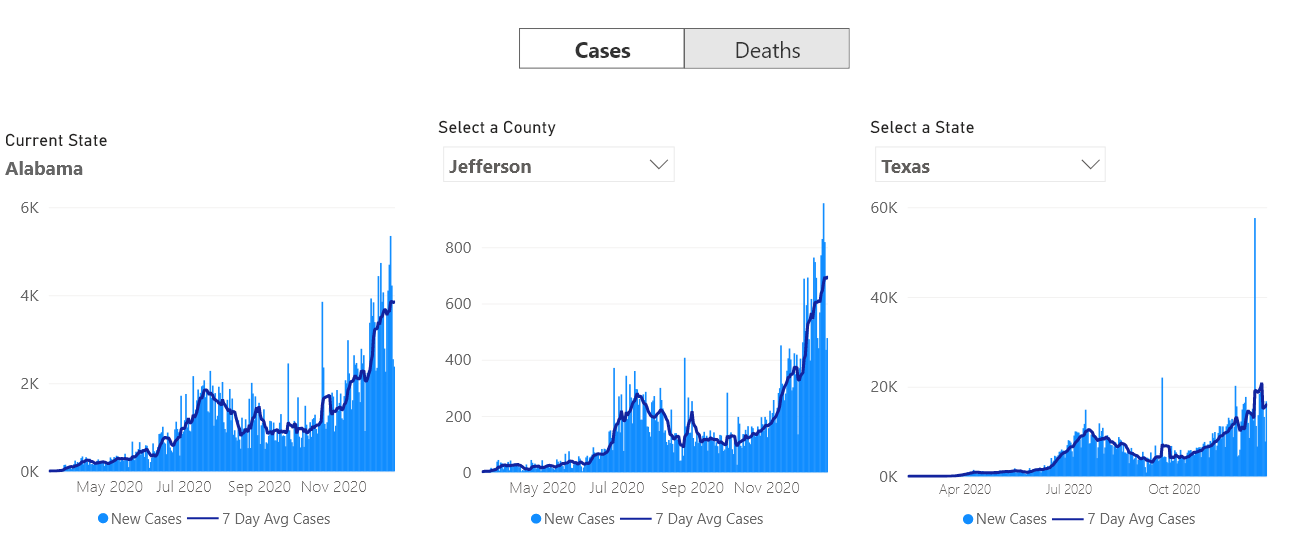 Cases Deaths
Current State
Alabama
6K
4K
2K
0K
May 2020 Jul 2020 Sep 2020 Nov 2020
New Cases 7 Day Avg Cases
Select a County
Jefferson
800
600
400
200
0
May 2020 Jul 2020 Sep 2020 Nov 2020
New Cases 7 Day Avg Cases
Select a State
Texas
60K
40K
20K
0K
Apr 2020 Jul 2020 Oct 2020
New Cases 7 Day Avg Cases